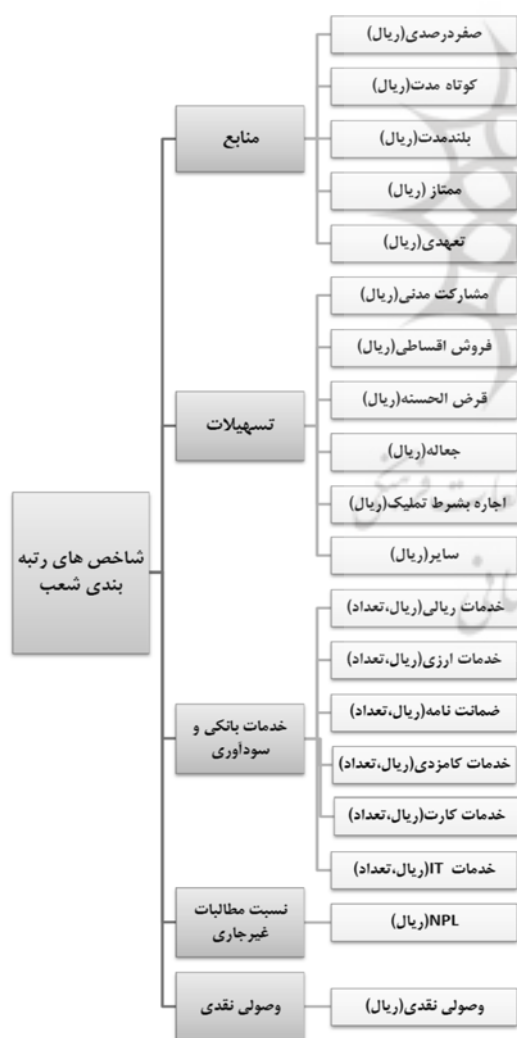 شاخص های رتبه
بندی شعب
منابع
صفردرصدی(ریال)
کوتاه مدت(ریال)
بلندمدت(ریال)
ممتاز (ریال)
تعهدی(ریال)
تسهیلات
مشارکت مدنی(ریال)
فروش اقساطی(ریال)
قرض الحسنه(ریال)
جعاله(ریال)
اجاره بشرط تملیک(ریال)
سایر(ریال)
خدمات بانکی و
سودآوری
خدمات ریالی(ریال،تعداد)
خدمات ارزی(ریال،تعداد)
ضمانت نامه(ریال،تعداد)
خدمات کامزدی(ریال،تعداد)
خدمات کارت(ریال،تعداد)
خدمات IT(ریال،تعداد)
نسبت مطالبات
غیرجاری
NPL(ریال)
وصولی نقدی
وصولی نقدی(ریال)